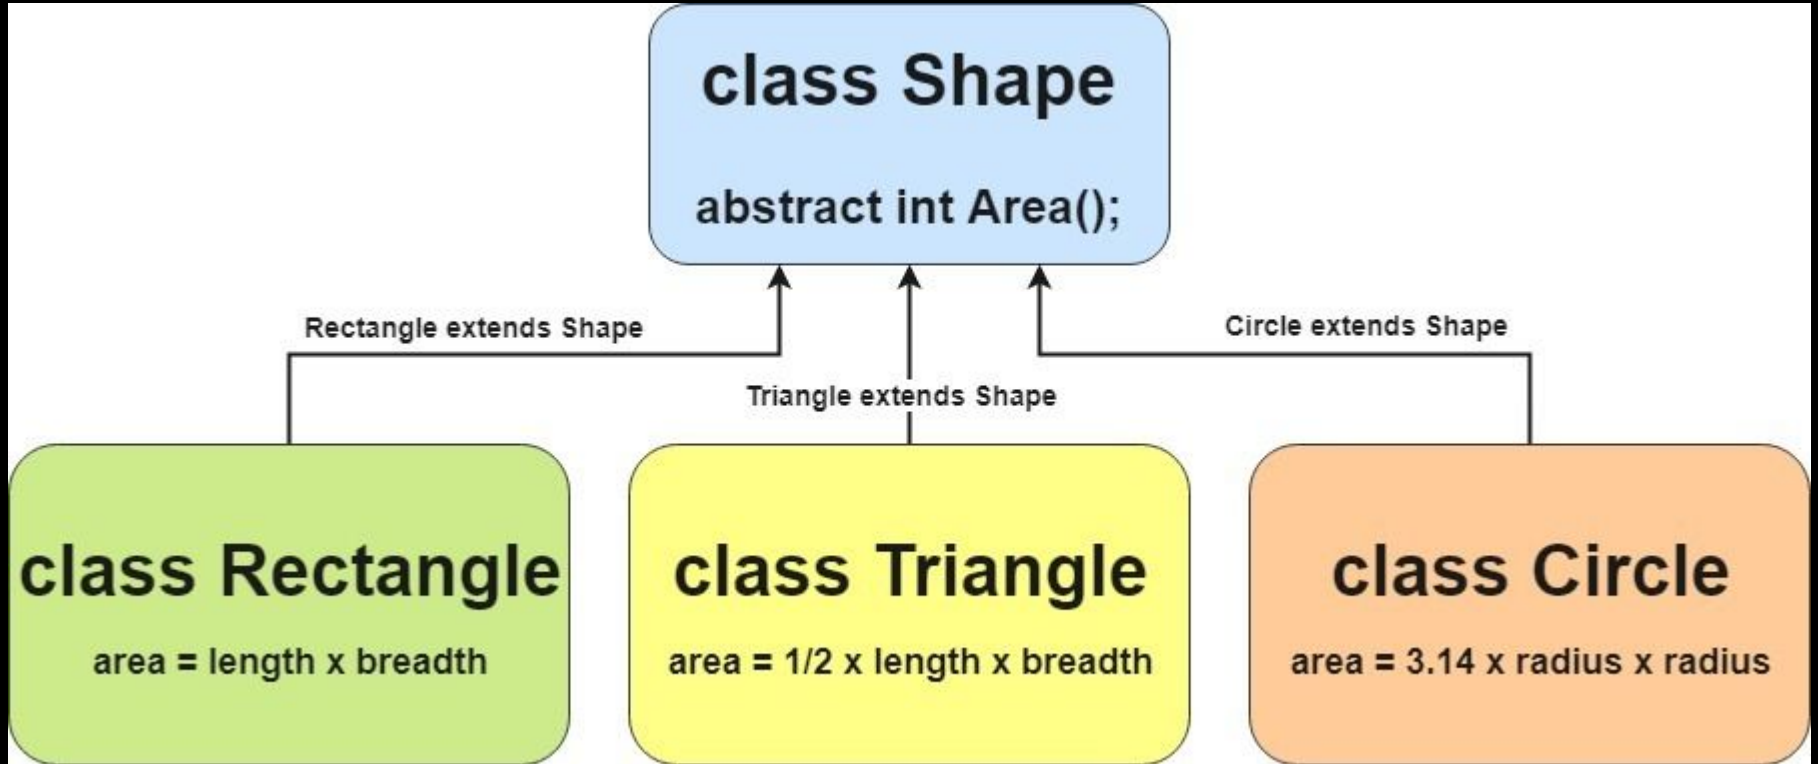 class Shape
abstract int Area();
Rectangle extends Shape
Circle extends Shape
Triangle extends Shape
class Rectangle
area = length x breadth
class Triangle
area = 1/2 x length x breadth
class Circle
area = 3.14 x radius x radius